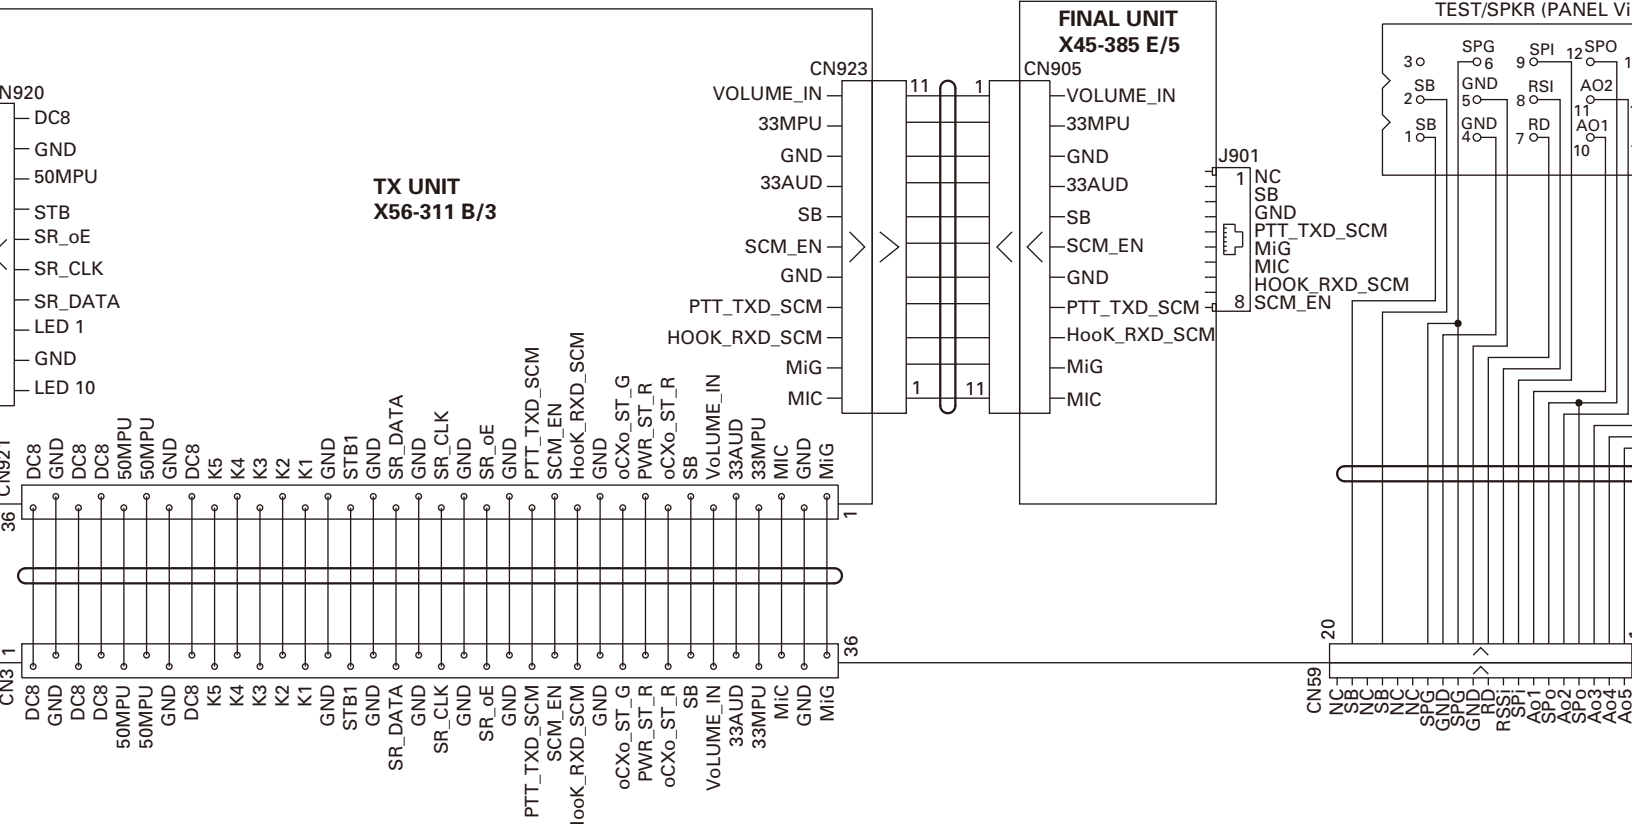 TEST/SPKR (PANEL Vi
FINAL UNIT
X45-385 E/5
TX UNIT
X56-311 B/3
N920
DC8
GND
50MPU
STB
SR_oE
SR_CLK
SR_DATA
LED 1
GND
LED 10
CN923
VOLUME_IN
33MPU
GND
33AUD
SB
SCM_EN
GND
PTT_TXD_SCM
HOOK_RXD_SCM
MiG
MIC
11
1
1
11
CN905
VOLUME_IN
33MPU
GND
33AUD
SB
SCM_EN
GND
PTT_TXD_SCM
HooK_RXD_SCM
MiG
MIC
J901
1
8
NC
SB
GND
PTT_TXD_SCM
MiG
MIC
HOOK_RXD_SCM
SCM_EN
3
SPG
6
9
SPI
12
SPO
1
2
SB
5
GND
8
RSI
11
AO2
1
SB
4
GND
7
RD
10
AO1
CN921
36
1
DC8
GND
DC8
DC8
50MPU
50MPU
GND
DC8
K5
K4
K3
K2
K1
GND
STB1
GND
SR_DATA
GND
SR_CLK
GND
SR_oE
GND
PTT_TXD_SCM
SCM_EN
HooK_RXD_SCM
GND
oCXo_ST_G
PWR_ST_R
oCXo_ST_R
SB
VoLUME_IN
33AUD
33MPU
MIC
GND
MiG
CN3
1
36
DC8
GND
DC8
DC8
50MPU
50MPU
GND
DC8
K5
K4
K3
K2
K1
GND
STB1
GND
SR_DATA
GND
SR_CLK
GND
SR_oE
GND
PTT_TXD_SCM
SCM_EN
HooK_RXD_SCM
GND
oCXo_ST_G
PWR_ST_R
oCXo_ST_R
SB
VoLUME_IN
33AUD
33MPU
MiC
GND
MiG
20
CN59
NC
SB
NC
SB
NC
NC
SPG
GND
SPG
GND
RD
RSSi
SPi
Ao1
SPo
Ao2
SPo
Ao3
Ao4
Ao5